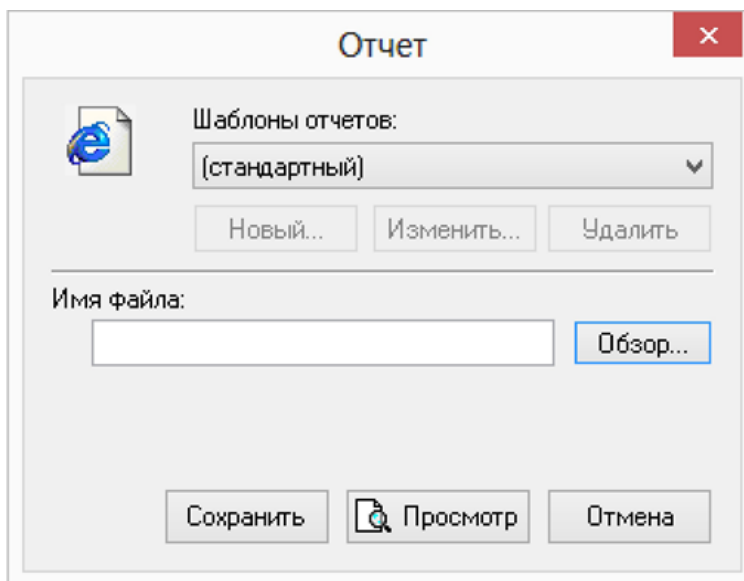 Отчет
Шаблоны отчетов:
(стандартный)
Новый... Изменить... Удалить
Имя файла:
Обзор...
Сохранить Просмотр Отмена